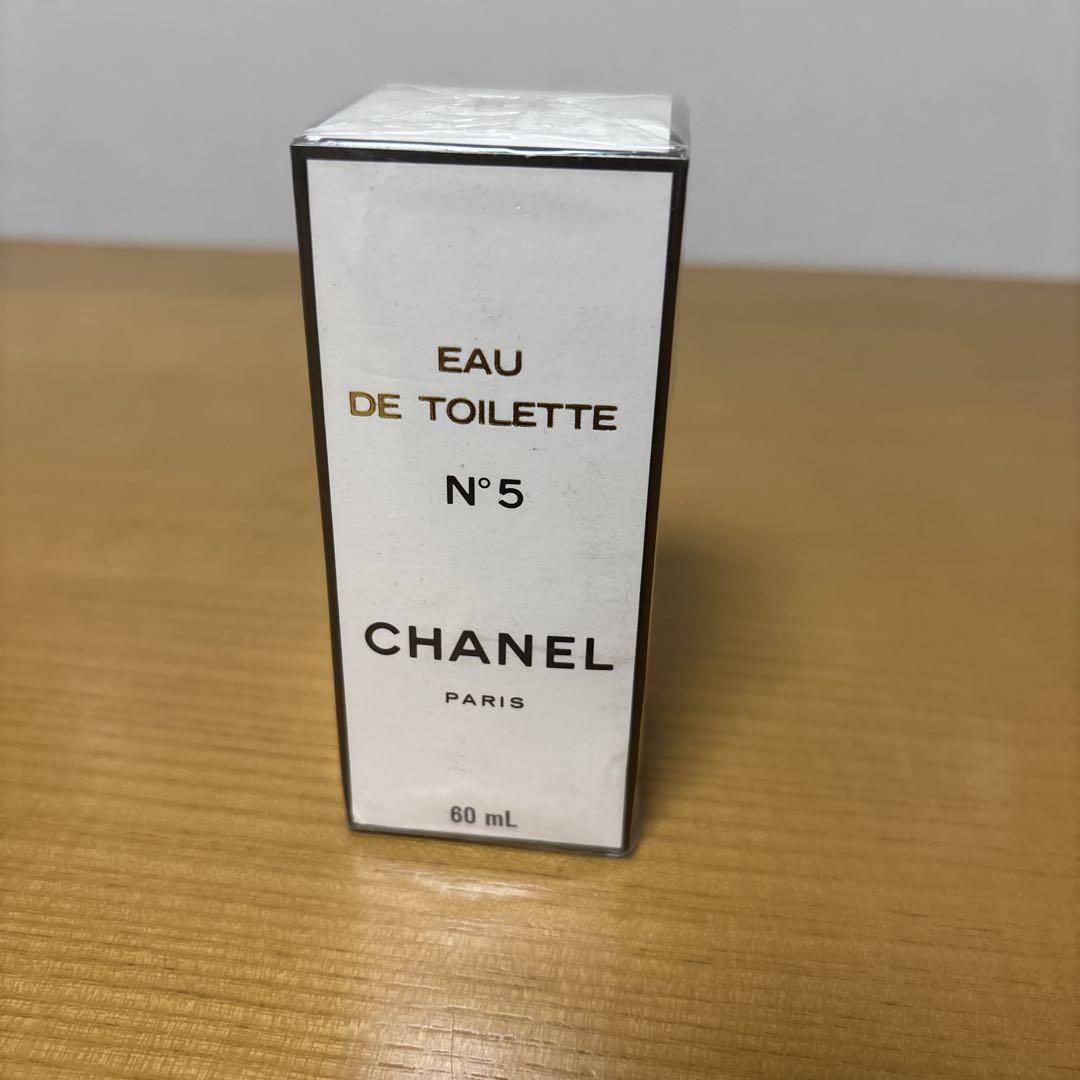 EAU
DE TOILETTE
N°5
CHANEL
PARIS
60 mL